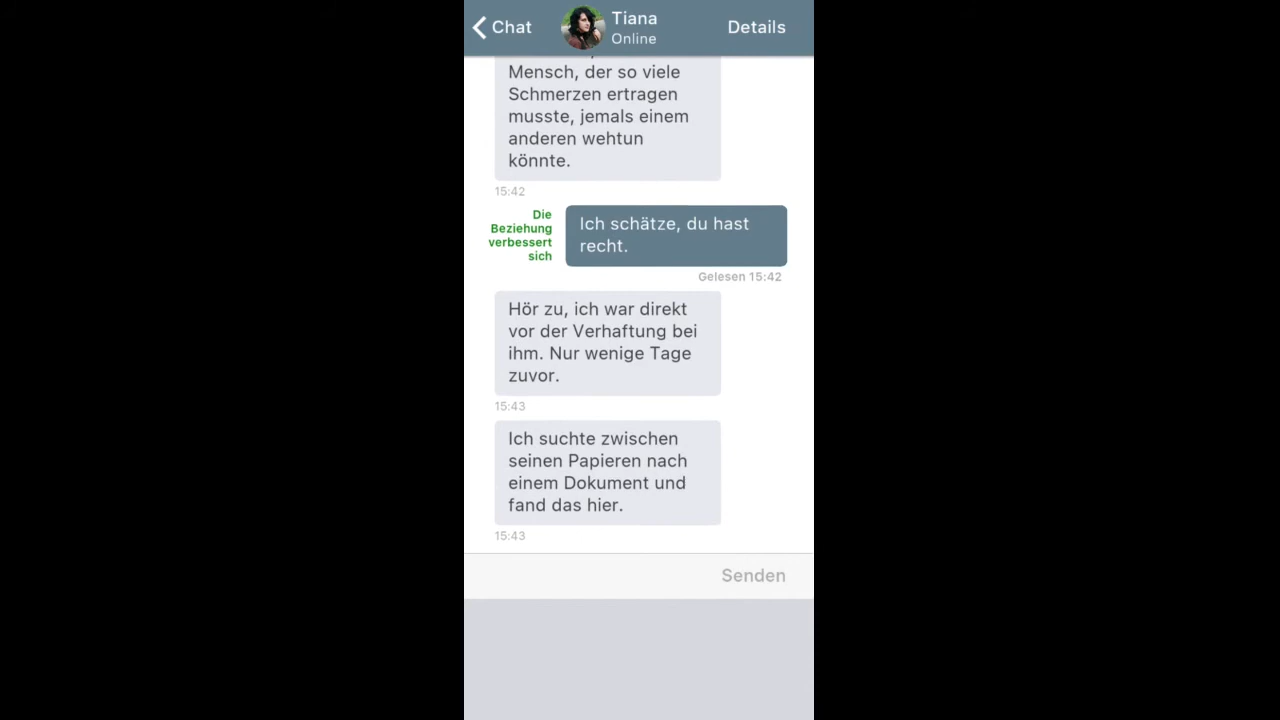 Chat
Tiana
Online
Details
Mensch, der so viele
Schmerzen ertragen
musste, jemals einem
anderen wehtun
könnte.
15:42
Die
Beziehung
verbessert
sich
Ich schätze, du hast
recht.
Gelesen 15:42
Hör zu, ich war direkt
vor der Verhaftung bei
ihm. Nur wenige Tage
zuvor.
15:43
Ich suchte zwischen
seinen Papieren nach
einem Dokument und
fand das hier.
15:43
Senden